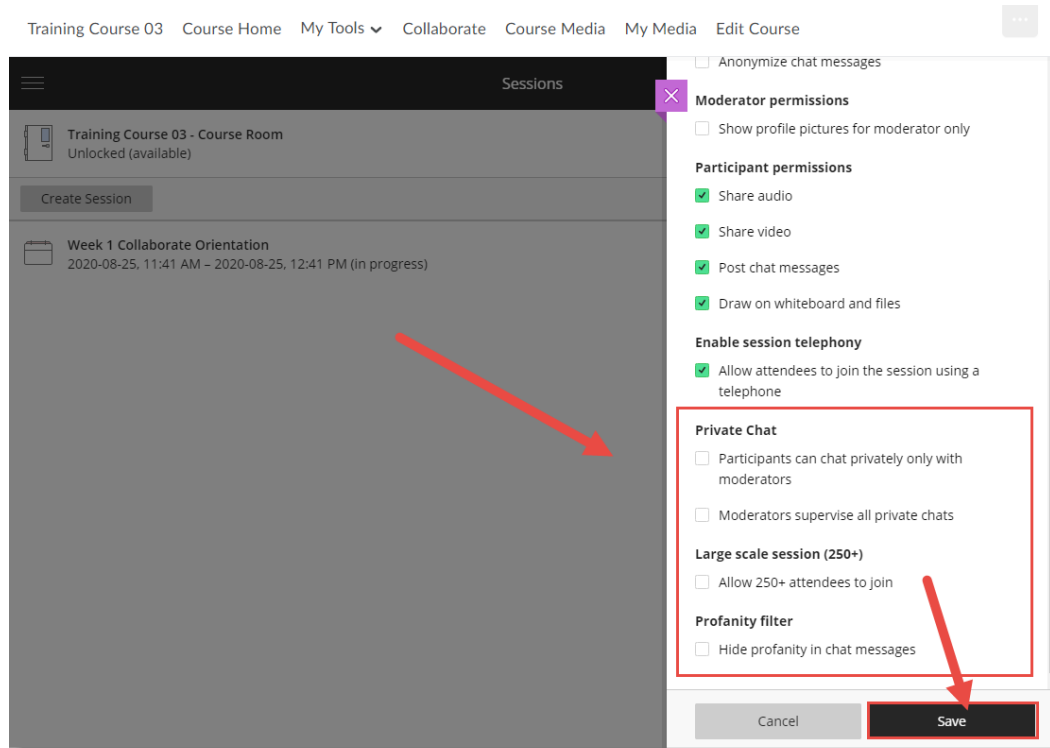 Training Course 03 Course Home My Tools Collaborate Course Media My Media Edit Course
Sessions
Training Course 03 - Course Room
Unlocked (available)
Create Session
Week 1 Collaborate Orientation
2020-08-25, 11:41 AM – 2020-08-25, 12:41 PM (in progress)
Anonymize chat messages
Moderator permissions
Show profile pictures for moderator only
Participant permissions
Share audio
Share video
Post chat messages
Draw on whiteboard and files
Enable session telephony
Allow attendees to join the session using a
telephone
Private Chat
Participants can chat privately only with
moderators
Moderators supervise all private chats
Large scale session (250+)
Allow 250+ attendees to join
Profanity filter
Hide profanity in chat messages
Cancel
Save